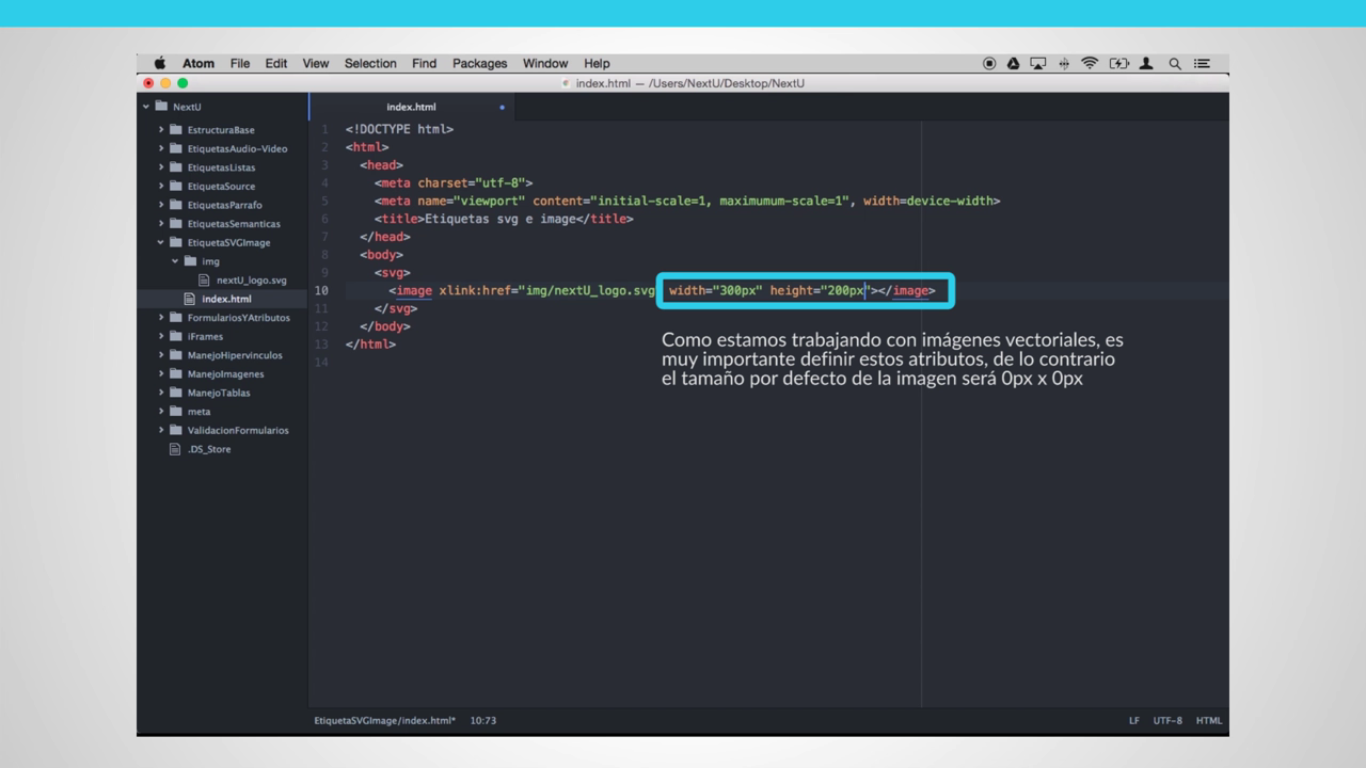 Atom File Edit View Selection Find Packages Window Help
index.html — /Users/NextU/Desktop/NextU
NextU
EstructuraBase
EtiquetasAudio-Video
EtiquetasListas
EtiquetaSource
EtiquetasParrafo
EtiquetasSemanticas
EtiquetaSVGImage
img
nextU_logo.svg
index.html
FormulariosYAtributos
iFrames
ManejoHipervinculos
ManejoImagenes
ManejoTablas
meta
ValidacionFormularios
.DS_Store
index.html
1 <!DOCTYPE html>
2 <html>
3 <head>
4 <meta charset="utf-8">
5 <meta name="viewport" content="initial-scale=1, maximumum-scale=1", width=device-width>
6 <title>Etiquetas svg e image</title>
7 </head>
8 <body>
9 <svg>
10 <image xlink:href="img/nextU_logo.svg width="300px" height="200px"></image>
11 </svg>
12 </body>
13 </html>
14
Como estamos trabajando con imágenes vectoriales, es
muy importante definir estos atributos, de lo contrario
el tamaño por defecto de la imagen será 0px x 0px
EtiquetaSVGImage/index.html* 10:73
LF UTF-8 HTML